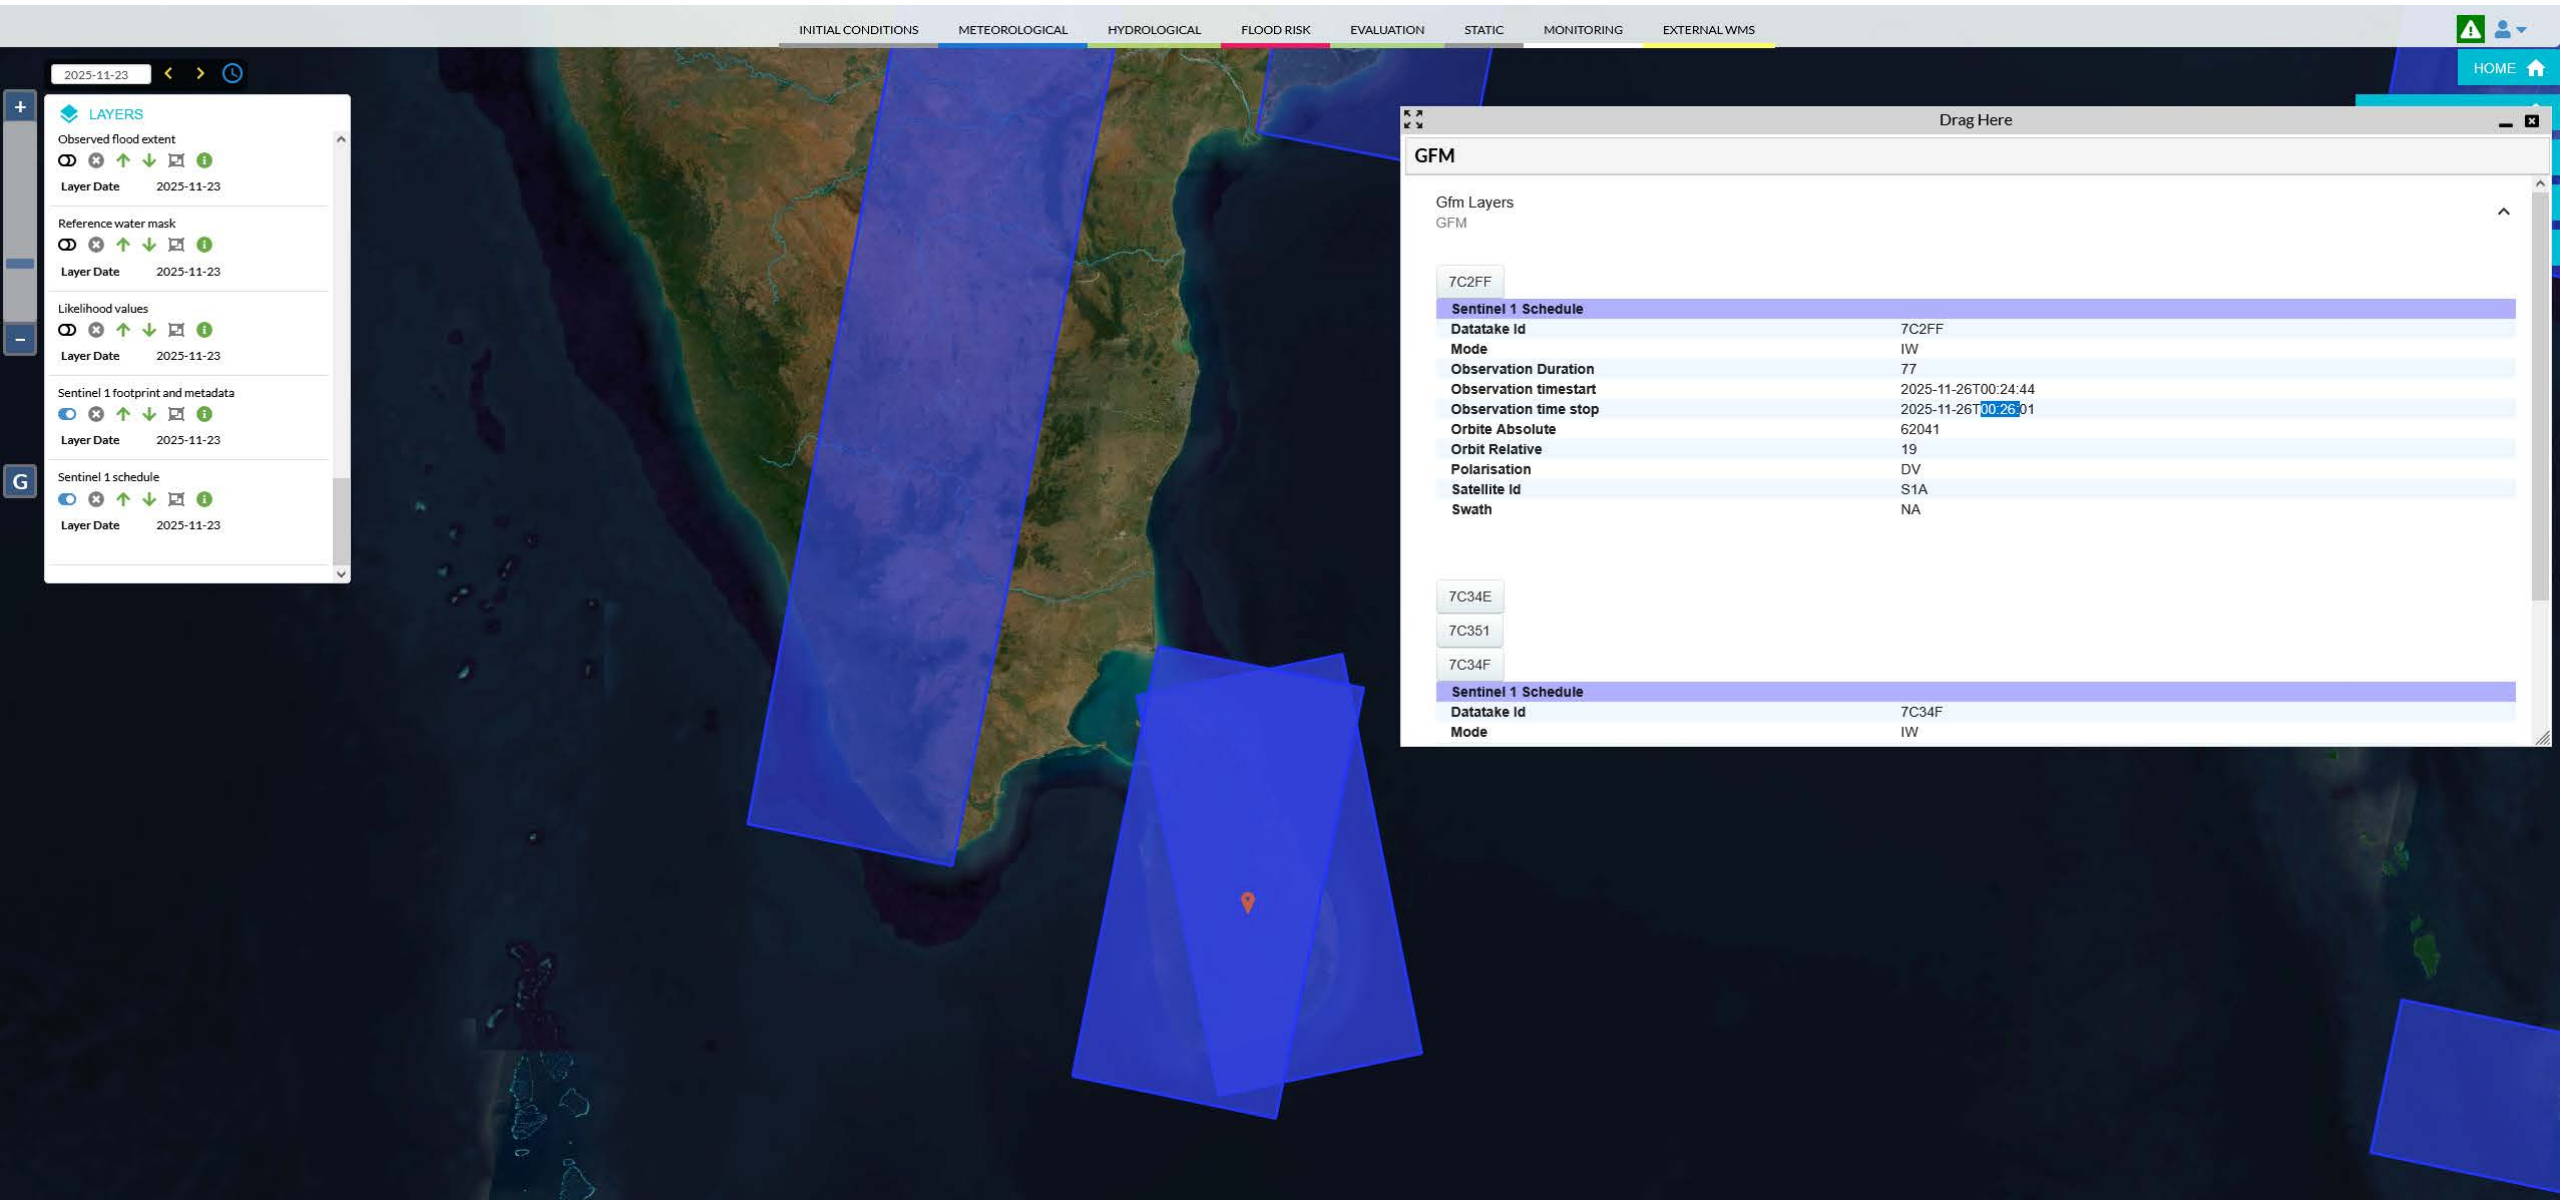 INITIAL CONDITIONS METEOROLOGICAL HYDROLOGICAL FLOOD RISK EVALUATION STATIC MONITORING EXTERNAL WMS
HOME
2025-11-23
LAYERS
Observed flood extent
Layer Date 2025-11-23
Reference water mask
Layer Date 2025-11-23
Likelihood values
Layer Date 2025-11-23
Sentinel 1 footprint and metadata
Layer Date 2025-11-23
Sentinel 1 schedule
Layer Date 2025-11-23
+
−
G
Drag Here
GFM
Gfm Layers
GFM
7C2FF
Sentinel 1 Schedule
Datatake Id 7C2FF
Mode IW
Observation Duration 77
Observation timestart 2025-11-26T00:24:44
Observation time stop 2025-11-26T00:26:01
Orbite Absolute 62041
Orbit Relative 19
Polarisation DV
Satellite Id S1A
Swath NA
7C34E
7C351
7C34F
Sentinel 1 Schedule
Datatake Id 7C34F
Mode IW